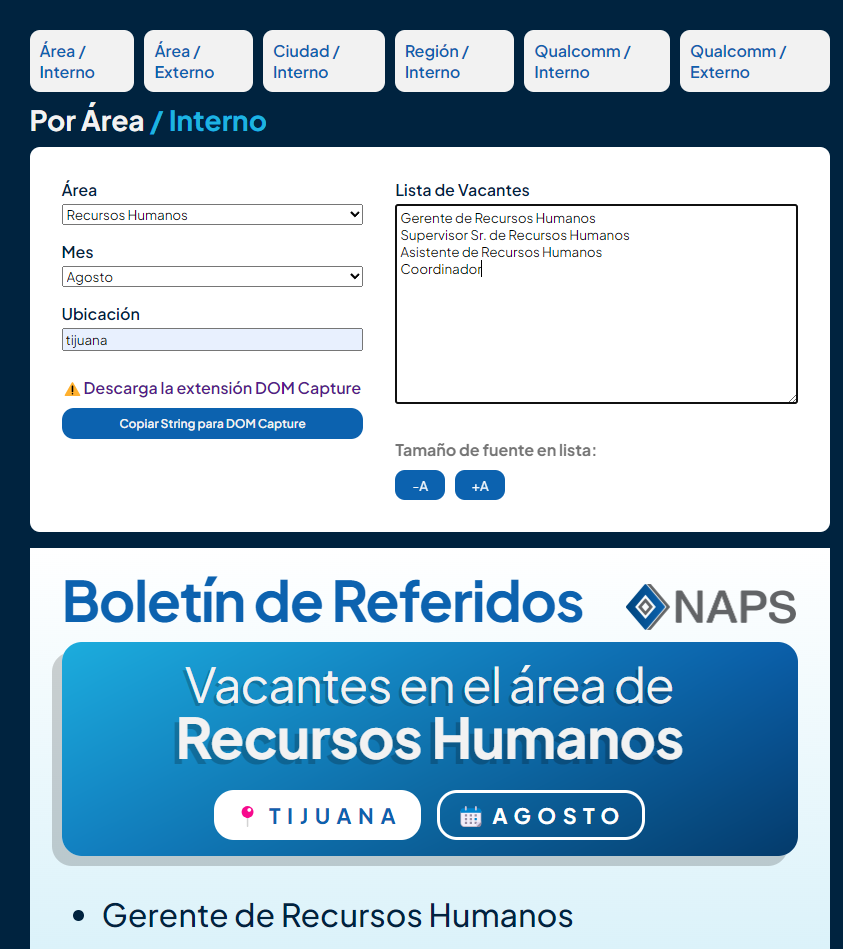 Área /
Interno
Área /
Externo
Ciudad /
Interno
Región /
Interno
Qualcomm /
Interno
Qualcomm /
Externo
Por Área / Interno
Área
Recursos Humanos
Mes
Agosto
Ubicación
tijuana
Descarga la extensión DOM Capture
Copiar String para DOM Capture
Lista de Vacantes
Gerente de Recursos Humanos
Supervisor Sr. de Recursos Humanos
Asistente de Recursos Humanos
Coordinador
Tamaño de fuente en lista:
-A +A
Boletín de Referidos
NAPS
Vacantes en el área de
Recursos Humanos
TIJUANA
AGOSTO
• Gerente de Recursos Humanos